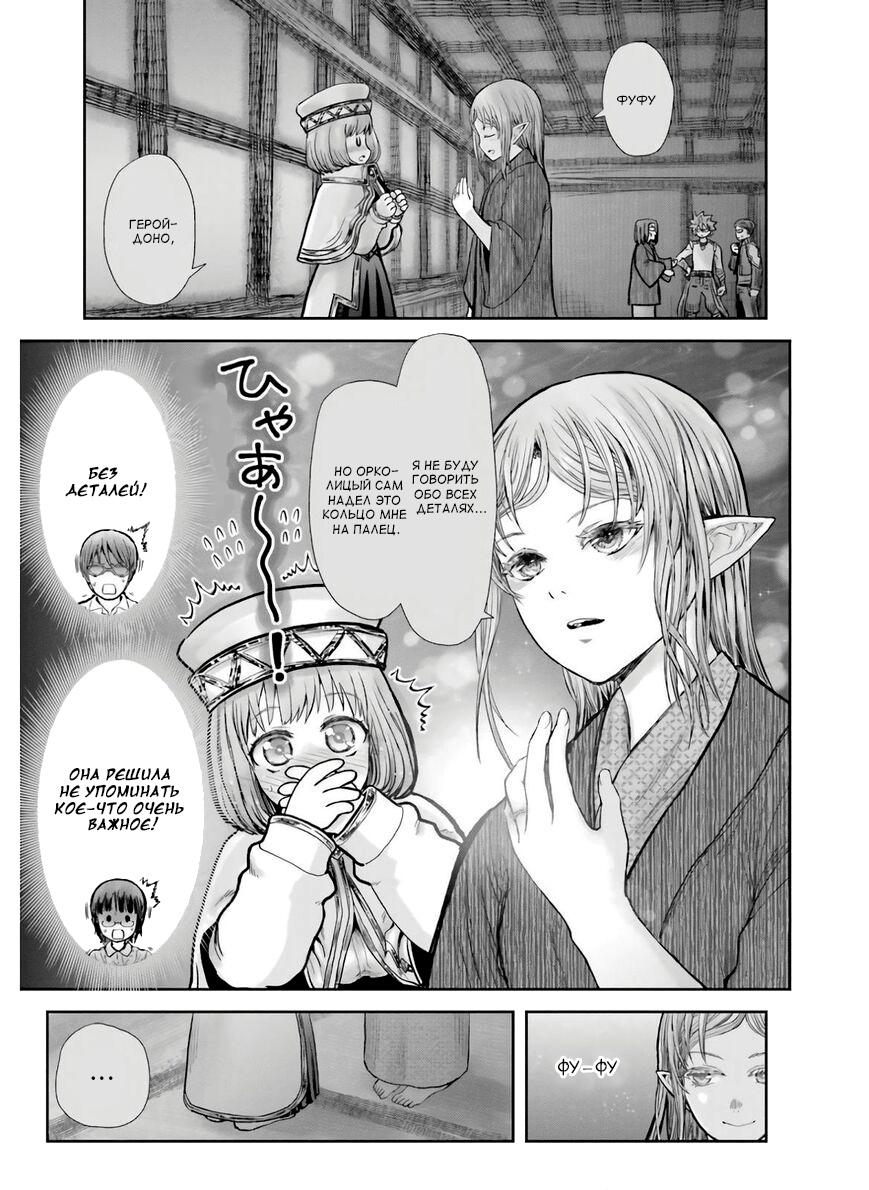 ФУФУ
ГЕРОЙ-
ДОНО,
Я НЕ БУДУ
ГОВОРИТЬ
ОБО ВСЕХ
ДЕТАЛЯХ...
НО ОРКО-
ЛИЦЫЙ САМ
НАДЕЛ ЭТО
КОЛЬЦО МНЕ
НА ПАЛЕЦ.
ひゃあ～～！
БЕЗ
ДЕТАЛЕЙ!
ОНА РЕШИЛА
НЕ УПОМИНАТЬ
КОЕ-ЧТО ОЧЕНЬ
ВАЖНОЕ!
ФУ-ФУ
...